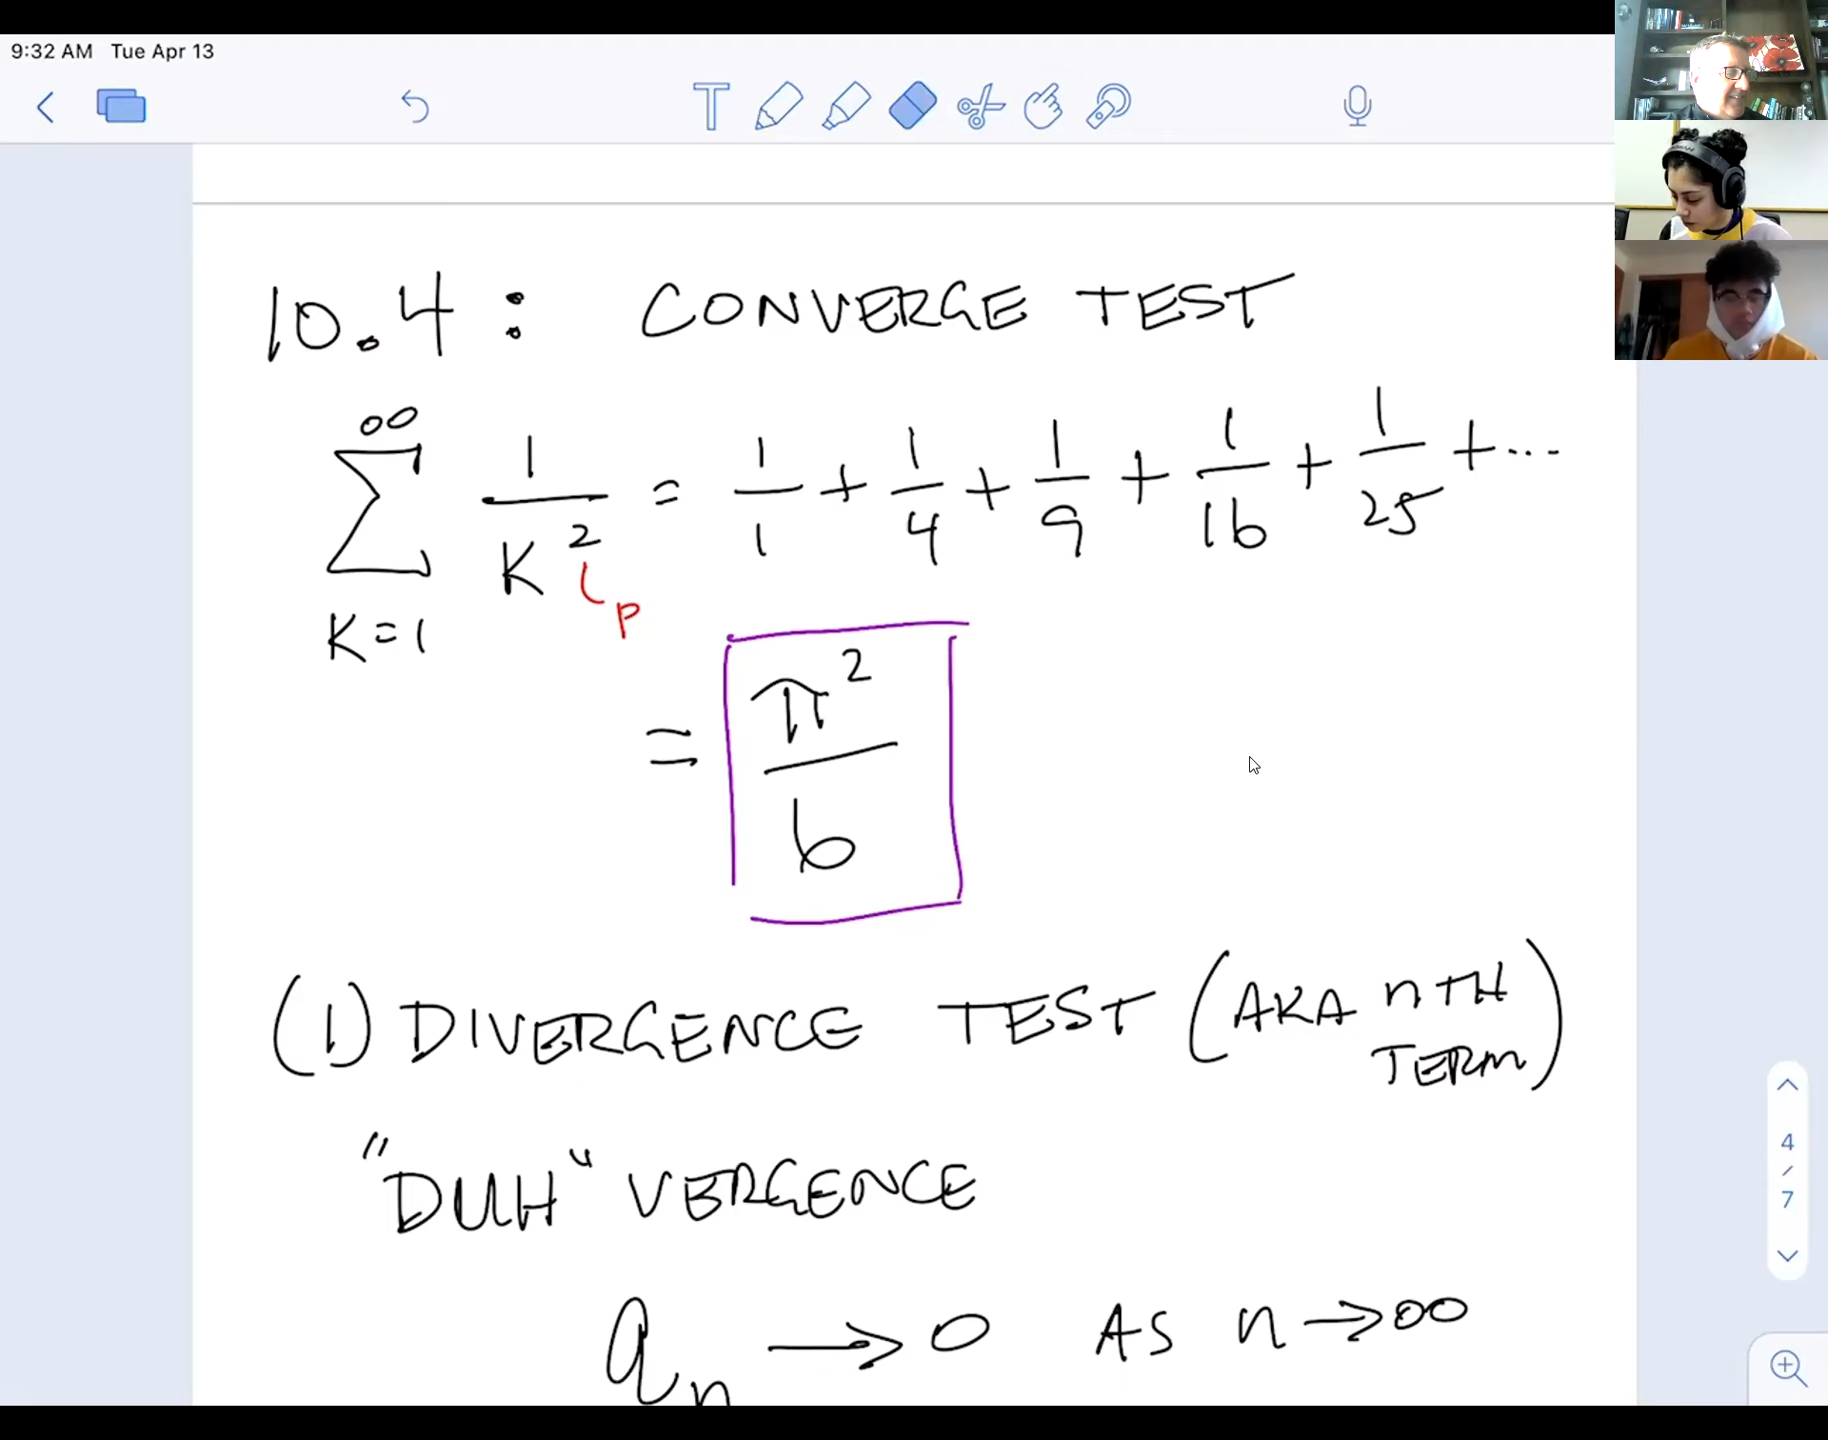 9:32 AM Tue Apr 13
10.4 : CONVERGE TEST
∞
∑ 1/K² = 1/1 + 1/4 + 1/9 + 1/16 + 1/25 + ...
K=1
p
= π²/6
(1) DIVERGENCE TEST (AKA nTH TERM)
"DUH" VERGENCE
aₙ → 0 AS n → ∞
4
/
7